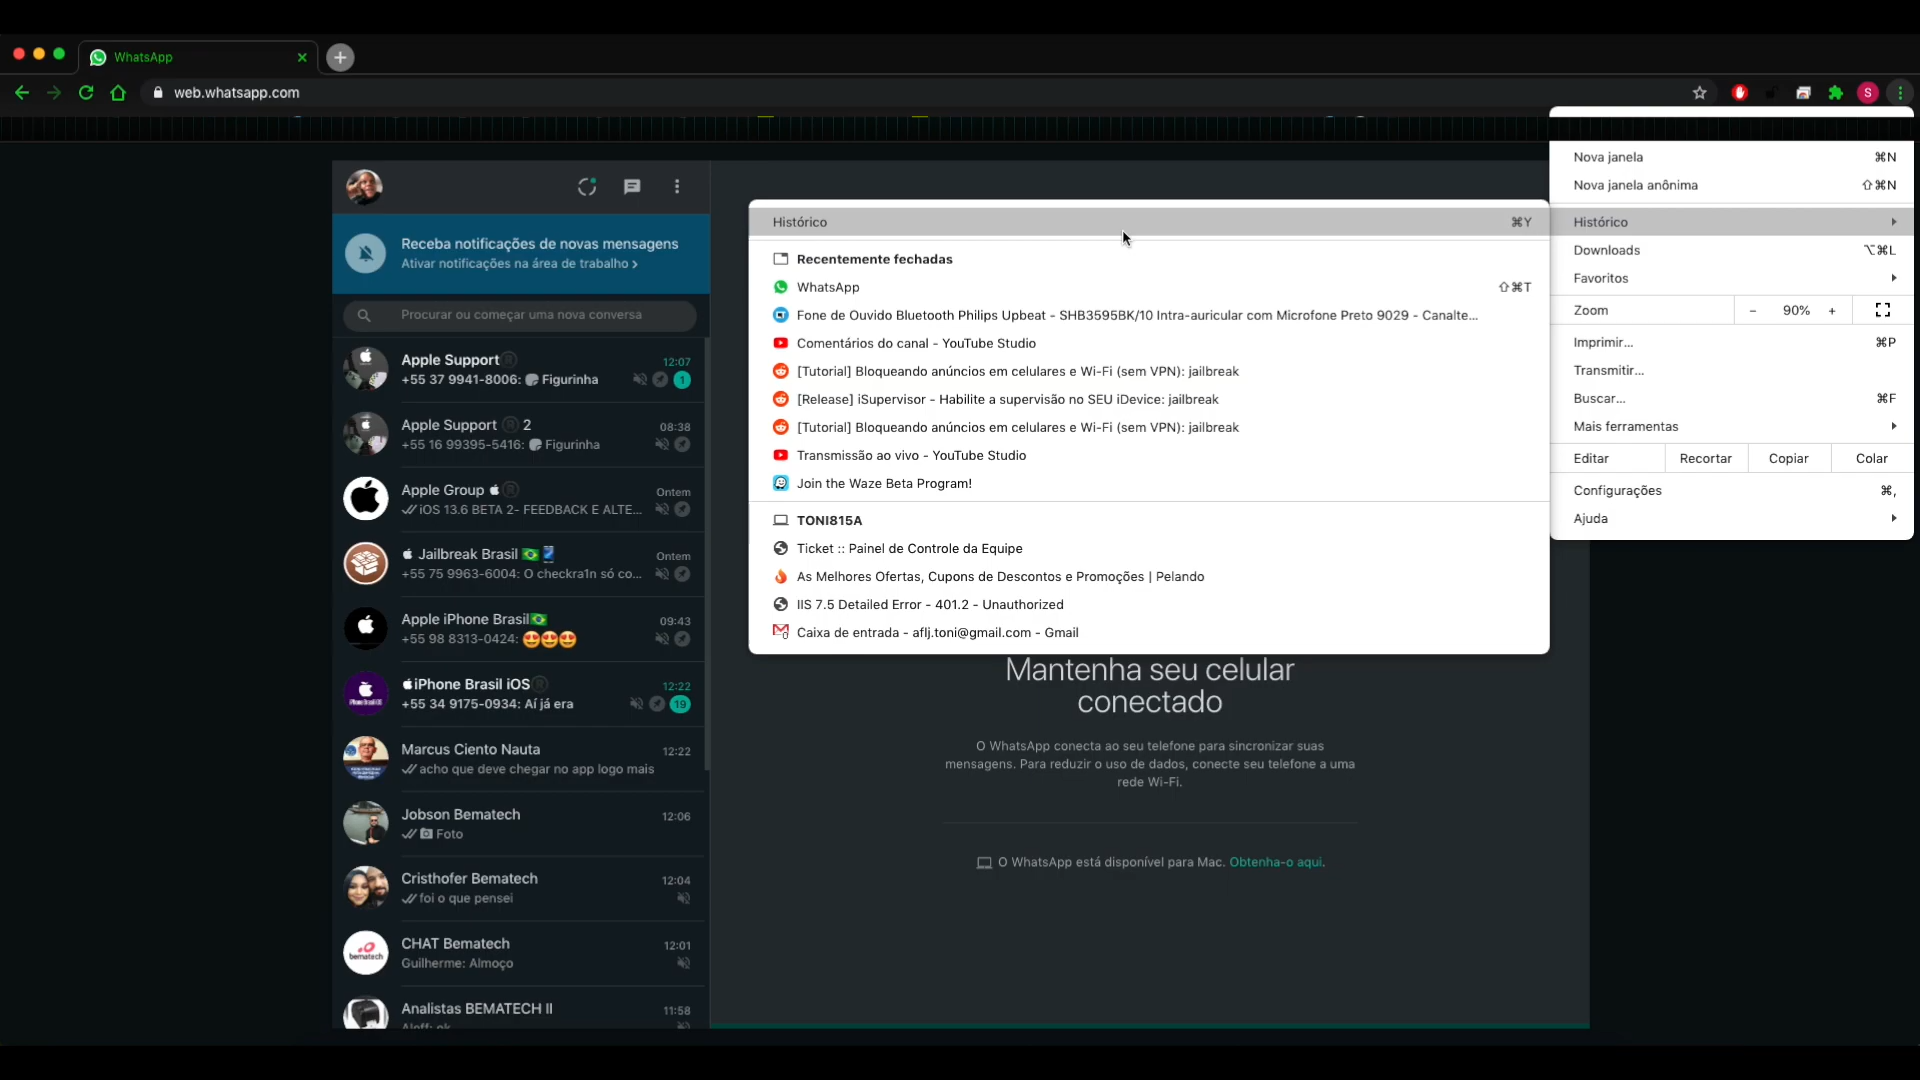 WhatsApp
web.whatsapp.com
S
Nova janela ⌘N
Nova janela anônima ⇧⌘N
Histórico
Downloads ⌥⌘L
Favoritos
Zoom - 90% +
Imprimir... ⌘P
Transmitir...
Buscar... ⌘F
Mais ferramentas
Editar Recortar Copiar Colar
Configurações ⌘,
Ajuda
Histórico ⌘Y
Recentemente fechadas
WhatsApp ⇧⌘T
Fone de Ouvido Bluetooth Philips Upbeat - SHB3595BK/10 Intra-auricular com Microfone Preto 9029 - Canalte...
Comentários do canal - YouTube Studio
[Tutorial] Bloqueando anúncios em celulares e Wi-Fi (sem VPN): jailbreak
[Release] iSupervisor - Habilite a supervisão no SEU iDevice: jailbreak
[Tutorial] Bloqueando anúncios em celulares e Wi-Fi (sem VPN): jailbreak
Transmissão ao vivo - YouTube Studio
Join the Waze Beta Program!
TONI815A
Ticket :: Painel de Controle da Equipe
As Melhores Ofertas, Cupons de Descontos e Promoções | Pelando
IIS 7.5 Detailed Error - 401.2 - Unauthorized
Caixa de entrada - aflj.toni@gmail.com - Gmail
Receba notificações de novas mensagens
Ativar notificações na área de trabalho >
Procurar ou começar uma nova conversa
Apple Support 12:07
+55 37 9941-8006: Figurinha 1
Apple Support 2 08:38
+55 16 99395-5416: Figurinha
Apple Group Ontem
iOS 13.6 BETA 2- FEEDBACK E ALTE...
Jailbreak Brasil 🇧🇷 Ontem
+55 75 9963-6004: O checkra1n só co...
Apple iPhone Brasil🇧🇷 09:43
+55 98 8313-0424: 😍😍😍
iPhone Brasil iOS 12:22
+55 34 9175-0934: Aí já era 19
Marcus Ciento Nauta 12:22
acho que deve chegar no app logo mais
Jobson Bematech 12:06
Foto
Cristhofer Bematech 12:04
foi o que pensei
bematech
CHAT Bematech 12:01
Guilherme: Almoço
Analistas BEMATECH II 11:58
Mantenha seu celular
conectado
O WhatsApp conecta ao seu telefone para sincronizar suas
mensagens. Para reduzir o uso de dados, conecte seu telefone a uma
rede Wi-Fi.
O WhatsApp está disponível para Mac. Obtenha-o aqui.